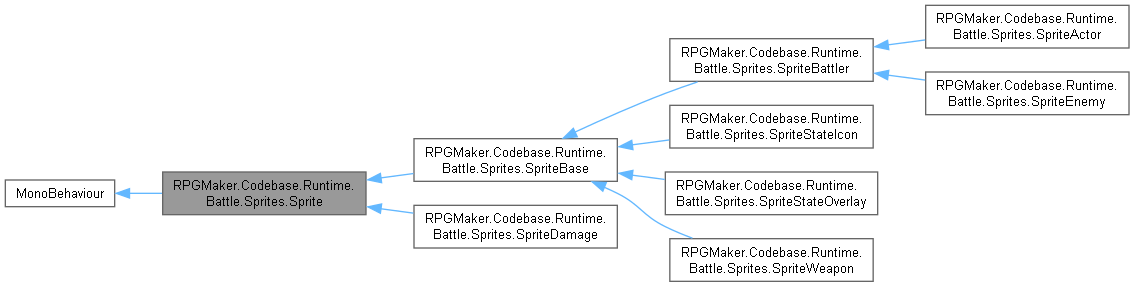 MonoBehaviour
RPGMaker.Codebase.Runtime.
Battle.Sprites.Sprite
RPGMaker.Codebase.Runtime.
Battle.Sprites.SpriteBase
RPGMaker.Codebase.Runtime.
Battle.Sprites.SpriteDamage
RPGMaker.Codebase.Runtime.
Battle.Sprites.SpriteBattler
RPGMaker.Codebase.Runtime.
Battle.Sprites.SpriteStateIcon
RPGMaker.Codebase.Runtime.
Battle.Sprites.SpriteStateOverlay
RPGMaker.Codebase.Runtime.
Battle.Sprites.SpriteWeapon
RPGMaker.Codebase.Runtime.
Battle.Sprites.SpriteActor
RPGMaker.Codebase.Runtime.
Battle.Sprites.SpriteEnemy